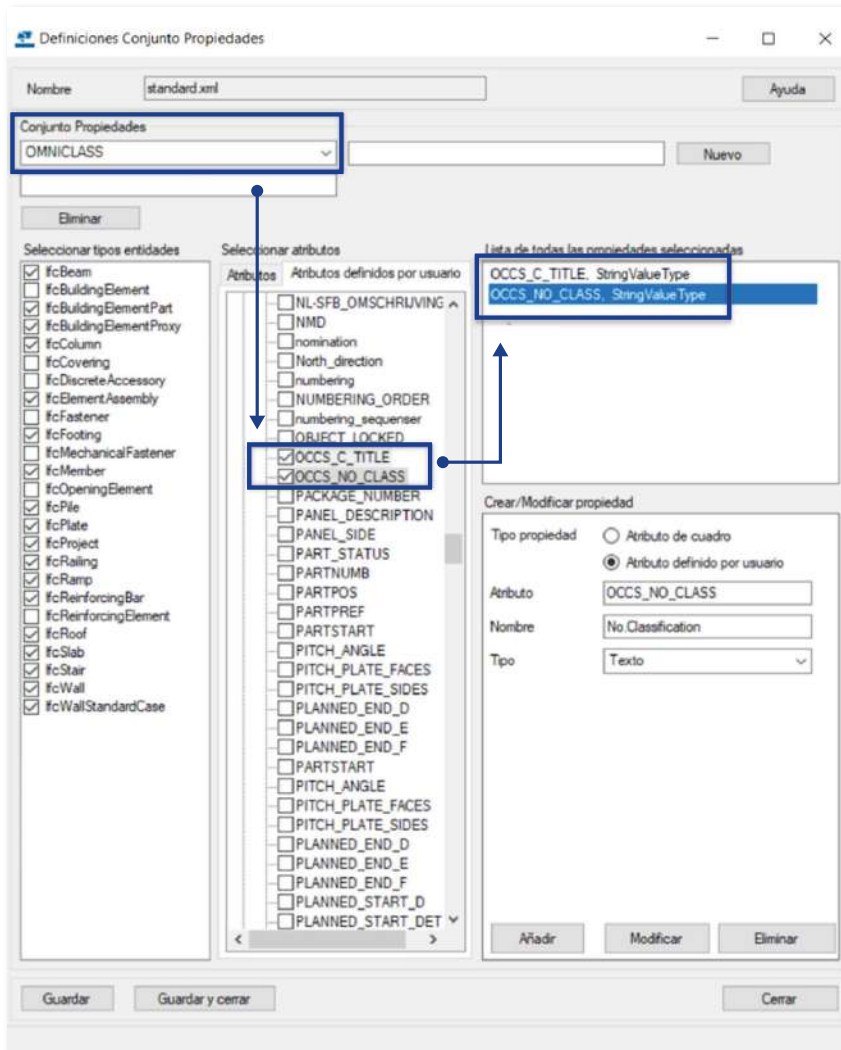 Definiciones Conjunto Propiedades
Nombre standard.xml Ayuda
Conjunto Propiedades
OMNICLASS Nuevo
Eliminar
Seleccionar tipos entidades
IfcBeam
IfcBuildingElement
IfcBuildingElementPart
IfcBuildingElementProxy
IfcColumn
IfcCovering
IfcDiscreteAccessory
IfcElementAssembly
IfcFastener
IfcFooting
IfcMechanicalFastener
IfcMember
IfcOpeningElement
IfcPile
IfcPlate
IfcProject
IfcRailing
IfcRamp
IfcReinforcingBar
IfcReinforcingElement
IfcRoof
IfcSlab
IfcStair
IfcWall
IfcWallStandardCase
Seleccionar atributos
Atributos Atributos definidos por usuario
NL-SFB_OMSCHRIJVING
NMD
nomination
North_direction
numbering
NUMBERING_ORDER
numbering_sequenser
OBJECT_LOCKED
OCCS_C_TITLE
OCCS_NO_CLASS
PACKAGE_NUMBER
PANEL_DESCRIPTION
PANEL_SIDE
PART_STATUS
PARTNUMB
PARTPOS
PARTPREF
PARTSTART
PITCH_ANGLE
PITCH_PLATE_FACES
PITCH_PLATE_SIDES
PLANNED_END_D
PLANNED_END_E
PLANNED_END_F
PARTSTART
PITCH_ANGLE
PITCH_PLATE_FACES
PITCH_PLATE_SIDES
PLANNED_END_D
PLANNED_END_E
PLANNED_END_F
PLANNED_START_D
PLANNED_START_DET
Lista de todas las propiedades seleccionadas
OCCS_C_TITLE, StringValueType
OCCS_NO_CLASS, StringValueType
Crear/Modificar propiedad
Tipo propiedad Atributo de cuadro
Atributo definido por usuario
Atributo OCCS_NO_CLASS
Nombre No.Classification
Tipo Texto
Añadir Modificar Eliminar
Guardar Guardar y cerrar Cerrar